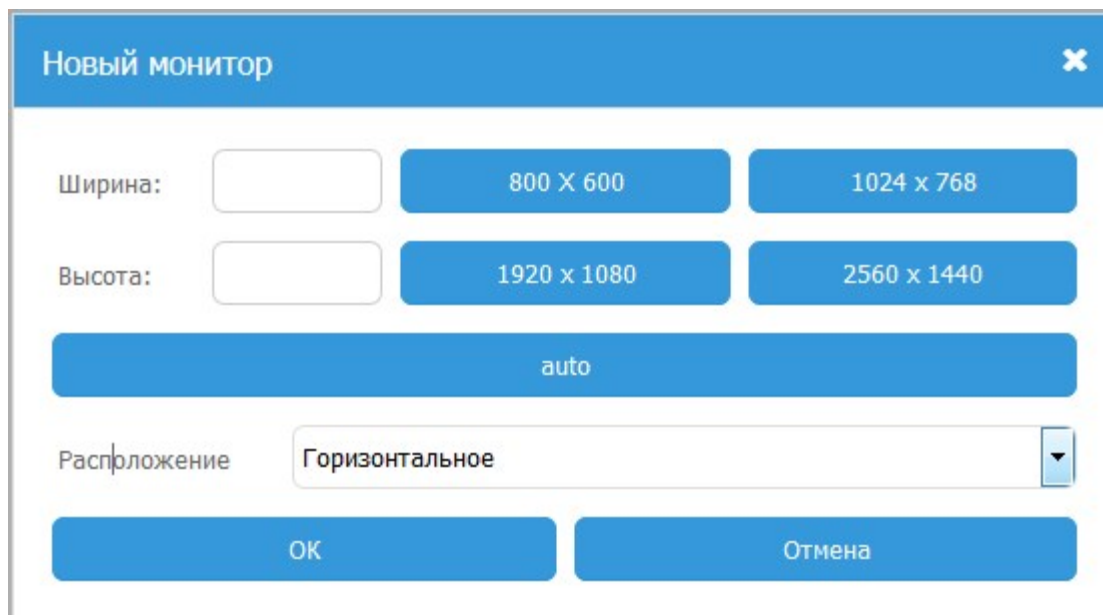 Новый монитор
Ширина: 800 X 600 1024 x 768
Высота: 1920 x 1080 2560 x 1440
auto
Расположение Горизонтальное
OK Отмена